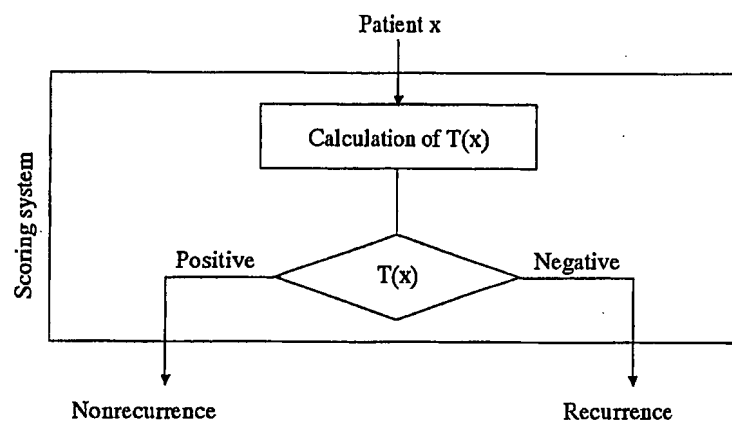 Patient x
Scoring system
Calculation of T(x)
Positive
T(x)
Negative
Nonrecurrence
Recurrence